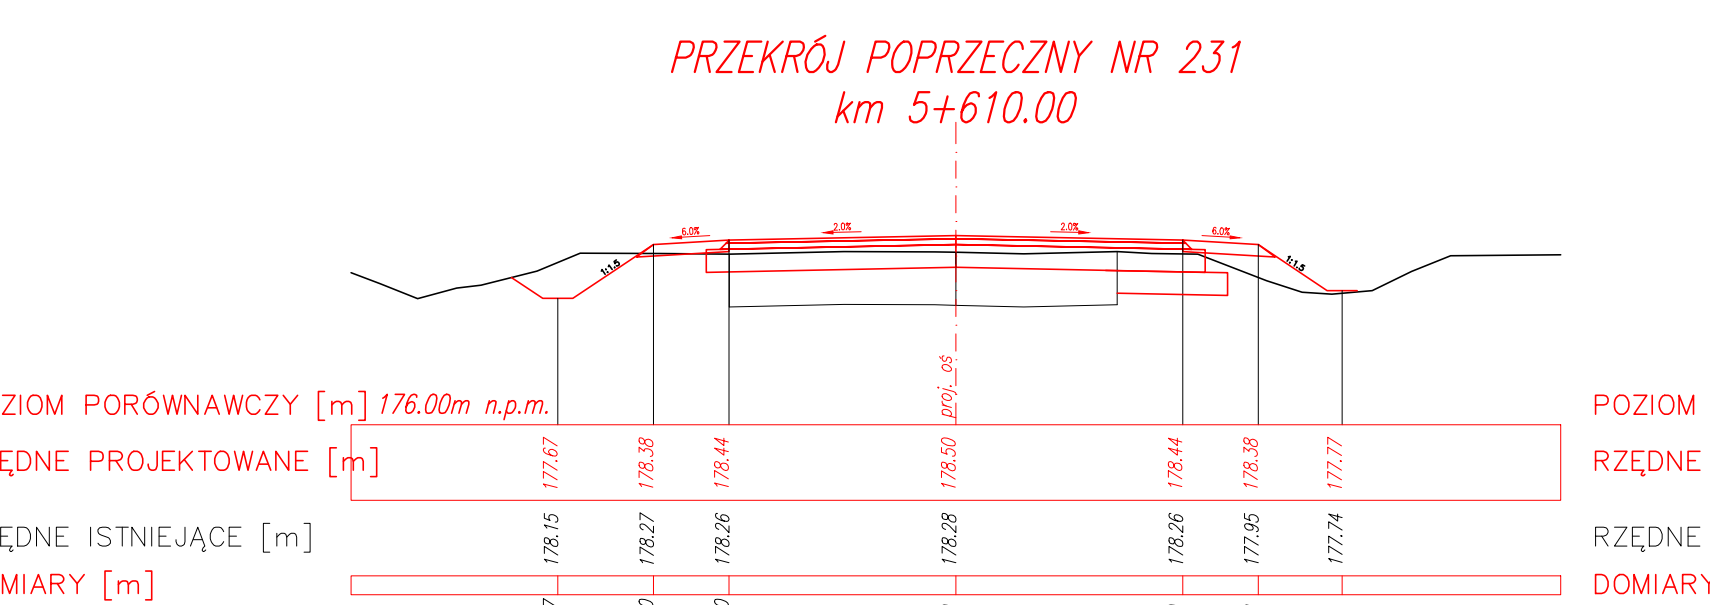 PRZEKRÓJ POPRZECZNY NR 231
km 5+610.00
6.0% 2.0% 2.0% 6.0%
1:1.5 1:1.5
proj. oś
ZIOM PORÓWNAWCZY [m] 176.00m n.p.m. POZIOM
ĘDNE PROJEKTOWANE [m] 177.67 178.38 178.44 178.50 178.44 178.38 177.77 RZĘDNE
ĘDNE ISTNIEJĄCE [m] 178.15 178.27 178.26 178.28 178.26 177.95 177.74 RZĘDNE
MIARY [m] DOMIARY